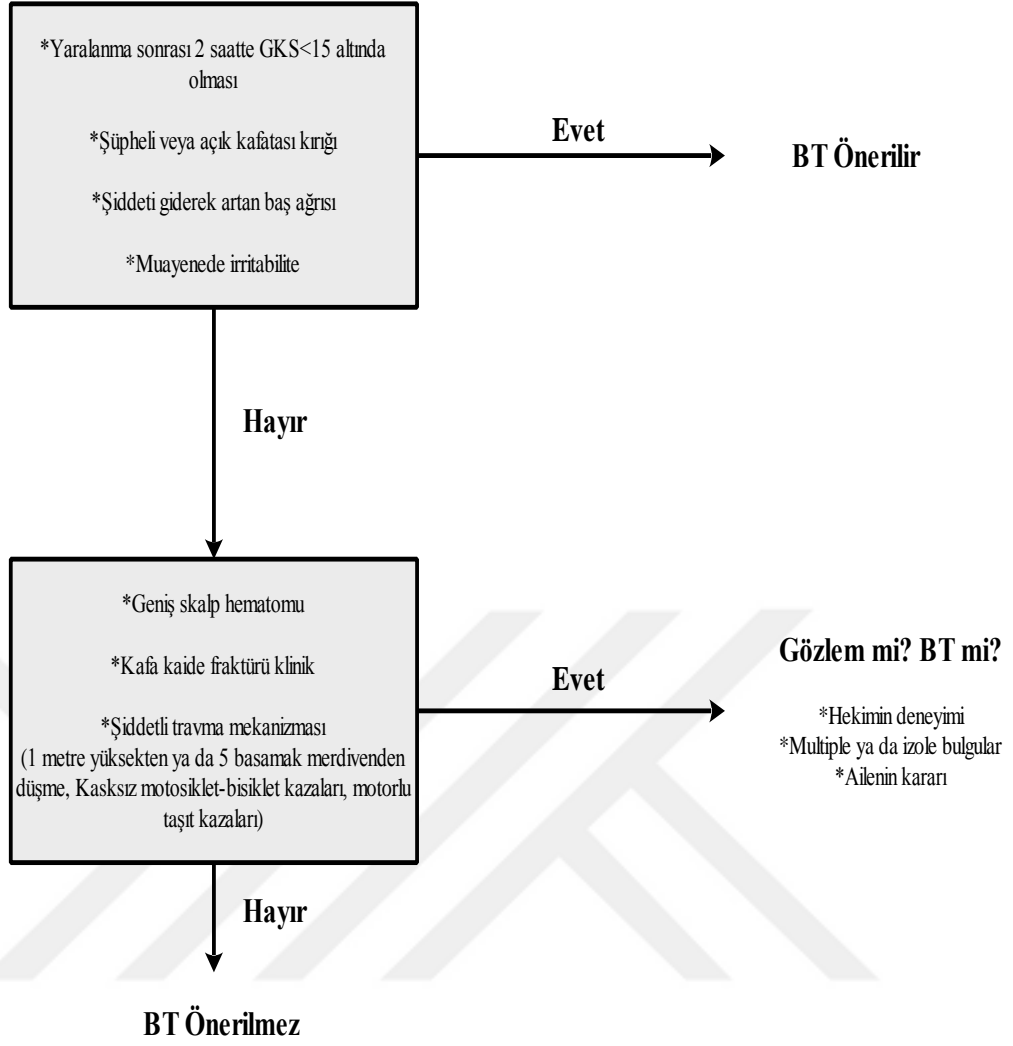 *Yaralanma sonrası 2 saatte GKS<15 altında
olması
*Şüpheli veya açık kafatası kırığı
*Şiddeti giderek artan baş ağrısı
*Muayenede irritabilite
Evet
BT Önerilir
Hayır
*Geniş skalp hematomu
*Kafa kaide fraktürü klinik
*Şiddetli travma mekanizması
(1 metre yüksekten ya da 5 basamak merdivenden
düşme, Kasksız motosiklet-bisiklet kazaları, motorlu
taşıt kazaları)
Evet
Gözlem mi? BT mi?
*Hekimin deneyimi
*Multiple ya da izole bulgular
*Ailenin kararı
Hayır
BT Önerilmez